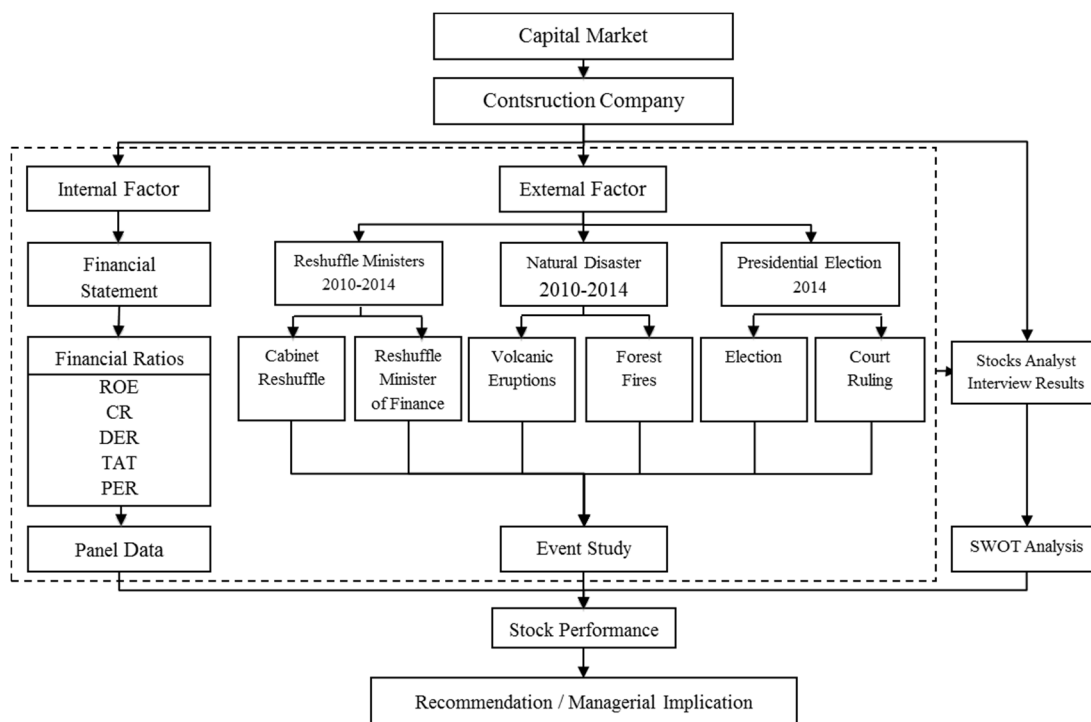 Capital Market
Contsruction Company
Internal Factor
External Factor
Financial
Statement
Reshuffle Ministers
2010-2014
Natural Disaster
2010-2014
Presidential Election
2014
Financial Ratios
ROE
CR
DER
TAT
PER
Cabinet
Reshuffle
Reshuffle
Minister
of Finance
Volcanic
Eruptions
Forest
Fires
Election
Court
Ruling
Stocks Analyst
Interview Results
Panel Data
Event Study
SWOT Analysis
Stock Performance
Recommendation / Managerial Implication